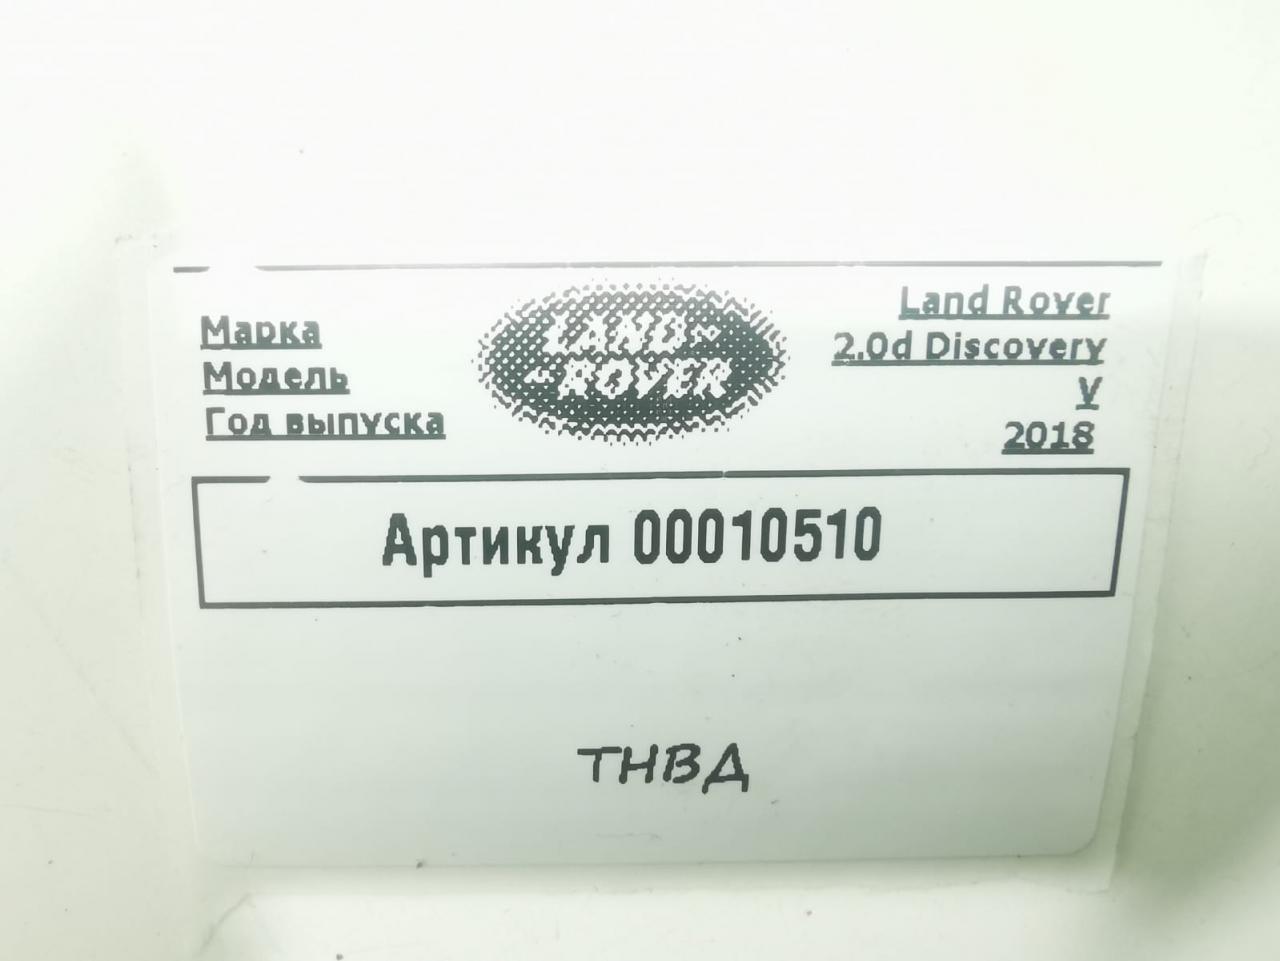 Марка
Модель
Год выпуска
LAND
ROVER
Land Rover
2.0d Discovery
V
2018
Артикул 00010510
ТНВД